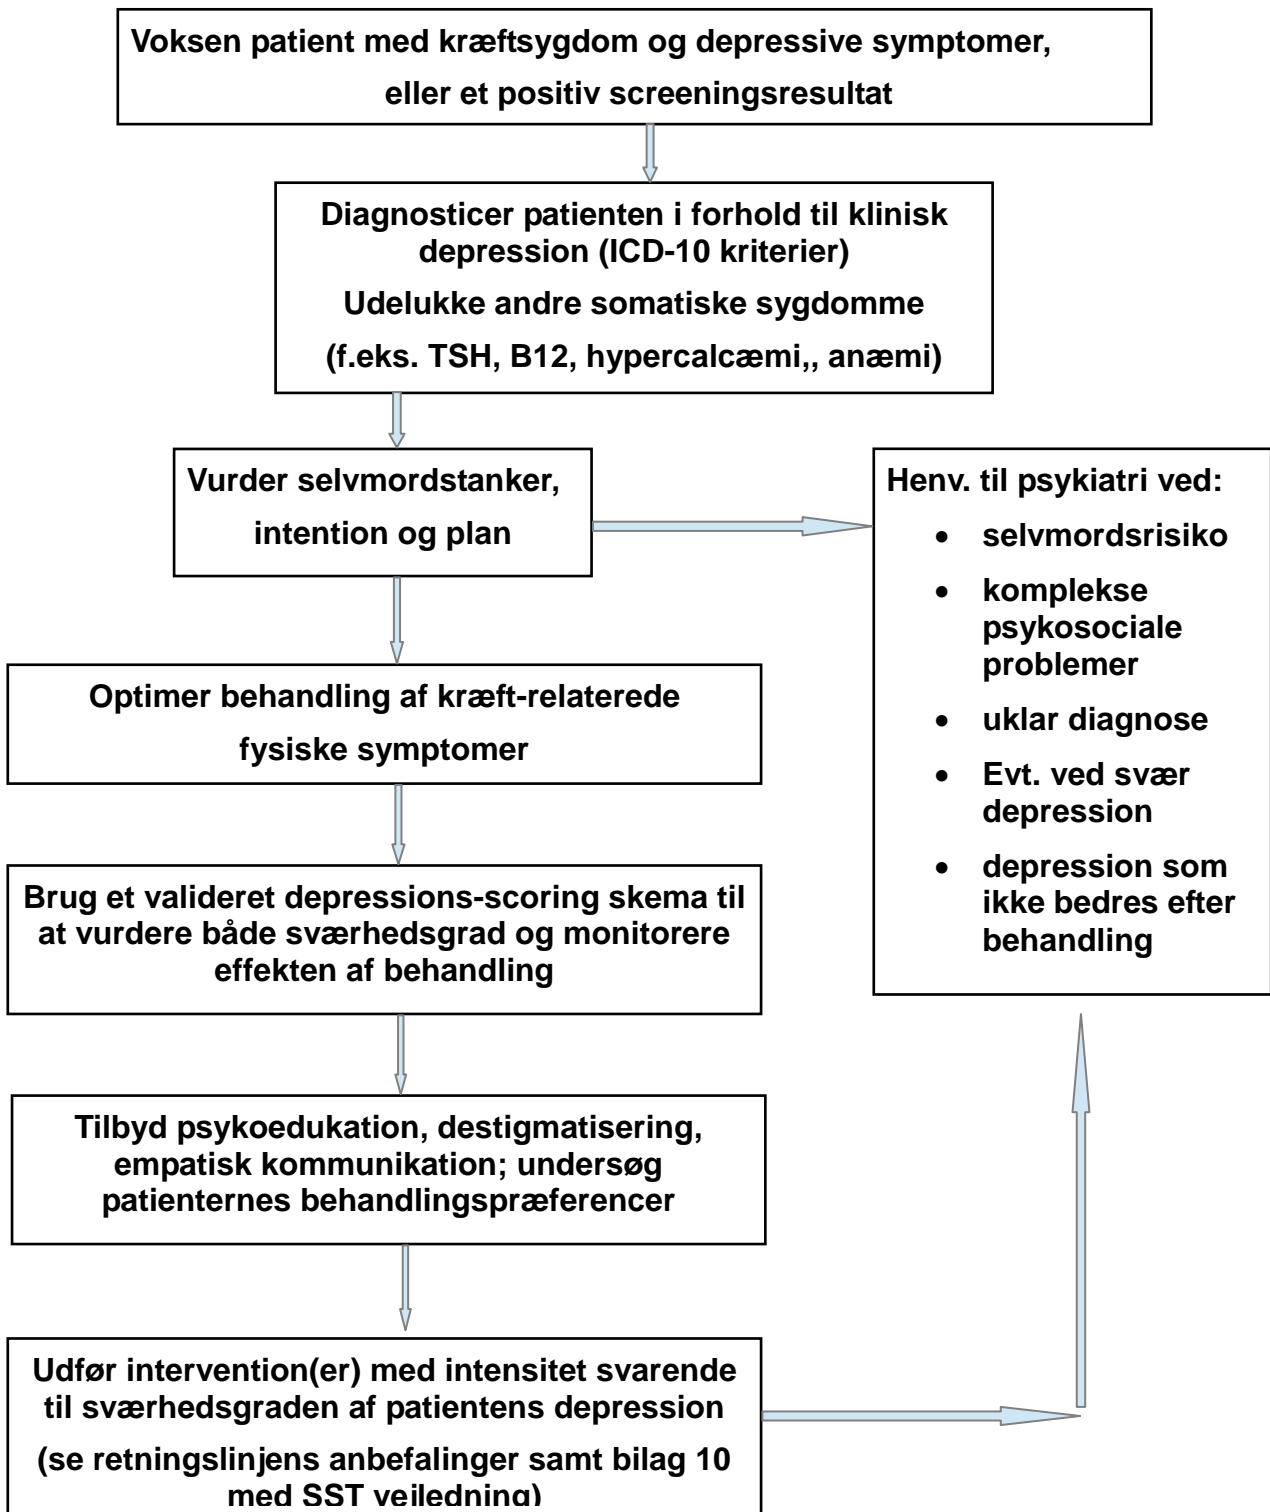 Voksen patient med kræftsygdom og depressive symptomer,
eller et positiv screeningsresultat
Diagnosticer patienten i forhold til klinisk
depression (ICD-10 kriterier)
Udelukke andre somatiske sygdomme
(f.eks. TSH, B12, hypercalcæmi,, anæmi)
Vurder selvmordstanker,
intention og plan
Henv. til psykiatri ved:
• selvmordsrisiko
• komplekse
psykosociale
problemer
• uklar diagnose
• Evt. ved svær
depression
• depression som
ikke bedres efter
behandling
Optimer behandling af kræft-relaterede
fysiske symptomer
Brug et valideret depressions-scoring skema til
at vurdere både sværhedsgrad og monitorere
effekten af behandling
Tilbyd psykoedukation, destigmatisering,
empatisk kommunikation; undersøg
patienternes behandlingspræferencer
Udfør intervention(er) med intensitet svarende
til sværhedsgraden af patientens depression
(se retningslinjens anbefalinger samt bilag 10
med SST vejledning)